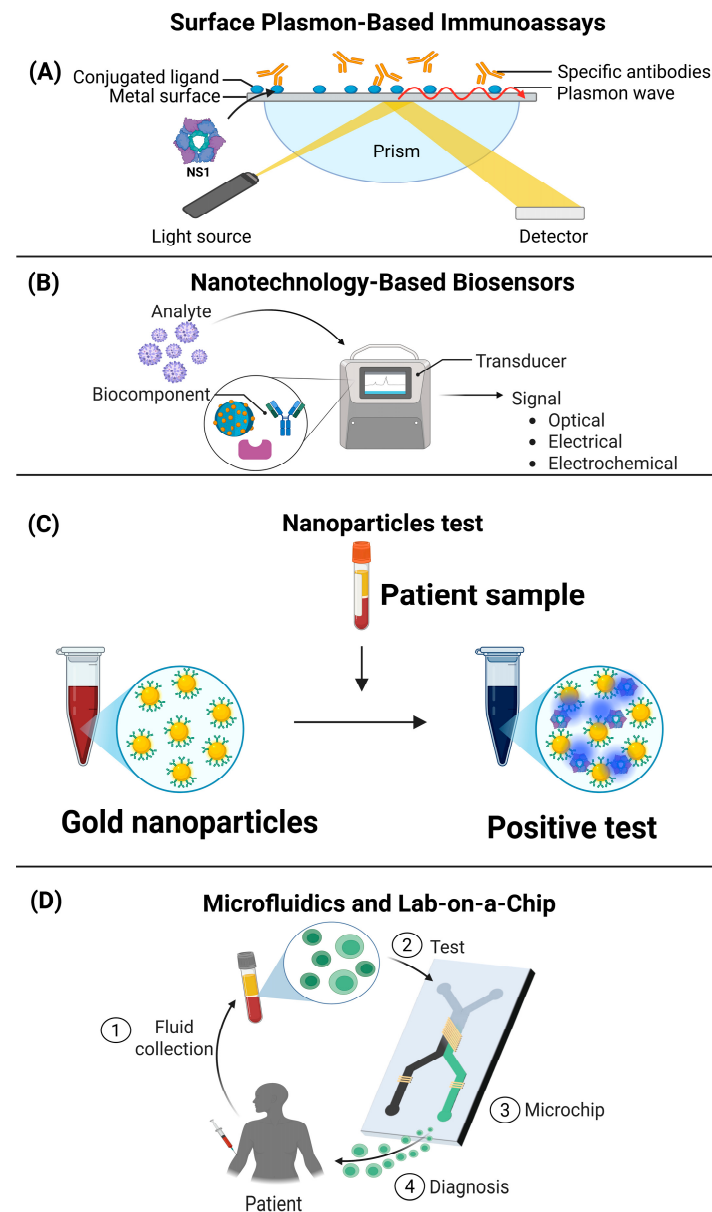 Surface Plasmon-Based Immunoassays
(A)
Conjugated ligand
Metal surface
Specific antibodies
Plasmon wave
NS1
Prism
Light source
Detector
(B)
Nanotechnology-Based Biosensors
Analyte
Biocomponent
Transducer
Signal
• Optical
• Electrical
• Electrochemical
(C)
Nanoparticles test
Patient sample
Gold nanoparticles
Positive test
(D)
Microfluidics and Lab-on-a-Chip
2 Test
1 Fluid
collection
3 Microchip
4 Diagnosis
Patient